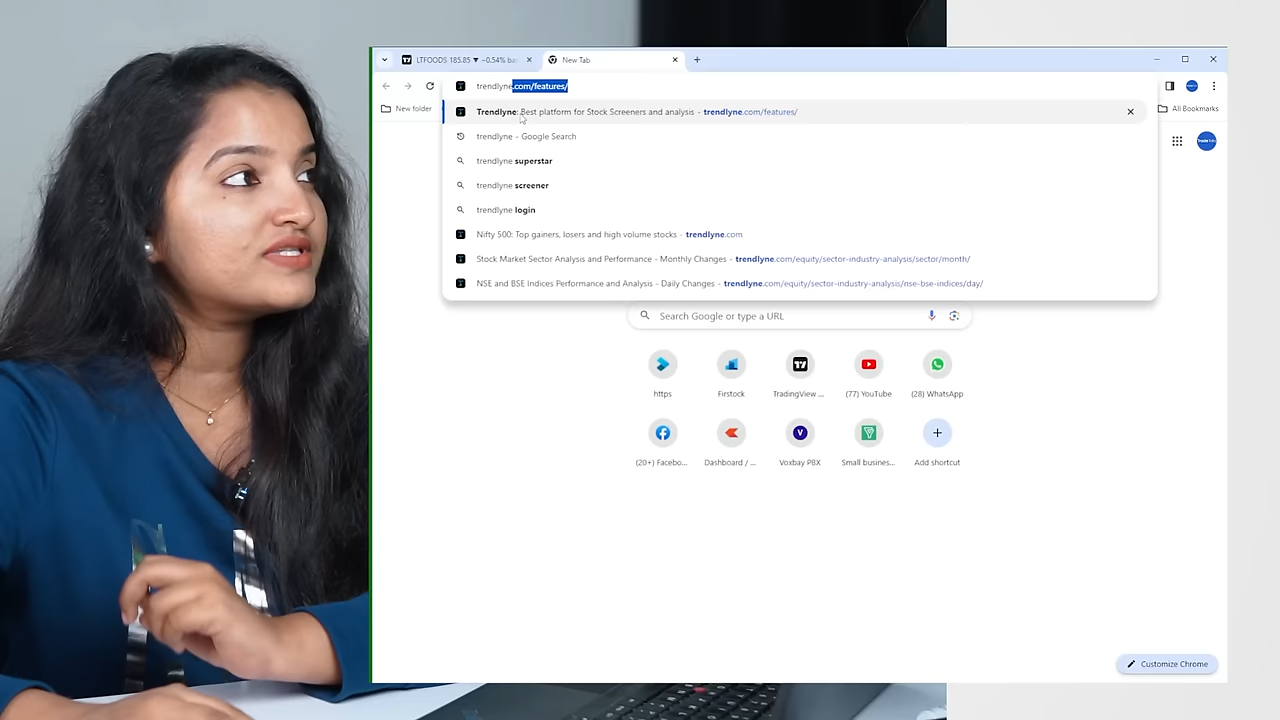 LTFOODS 185.85 ▼ −0.54%
New Tab
trendlyne.com/features/
New folder
All Bookmarks
Trendlyne: Best platform for Stock Screeners and analysis - trendlyne.com/features/
trendlyne - Google Search
trendlyne superstar
trendlyne screener
trendlyne login
Nifty 500: Top gainers, losers and high volume stocks - trendlyne.com
Stock Market Sector Analysis and Performance - Monthly Changes - trendlyne.com/equity/sector-industry-analysis/sector/month/
NSE and BSE Indices Performance and Analysis - Daily Changes - trendlyne.com/equity/sector-industry-analysis/nse-bse-indices/day/
Search Google or type a URL
https
Firstock
TradingView ...
(77) YouTube
(28) WhatsApp
(20+) Facebo...
Dashboard / ...
Voxbay PBX
Small busines...
Add shortcut
Customize Chrome